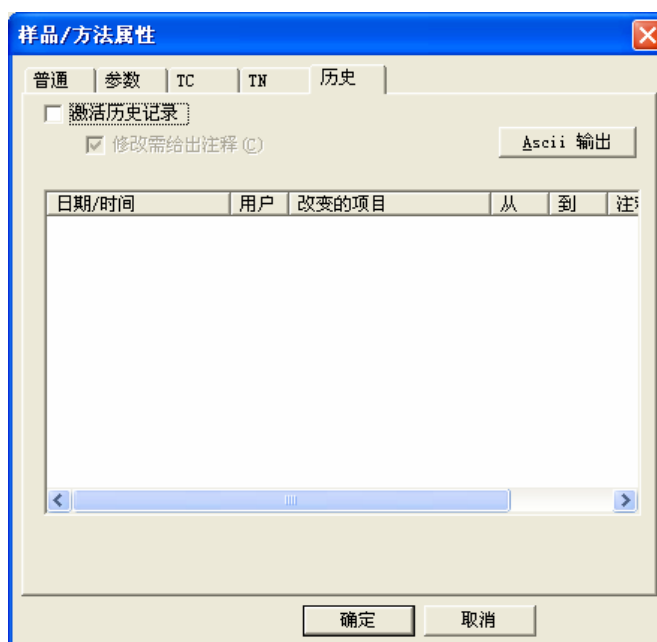 样品/方法属性
普通 参数 TC TN 历史
激活历史记录
修改需给出注释(C)
Ascii 输出
日期/时间 用户 改变的项目 从 到 注
确定 取消